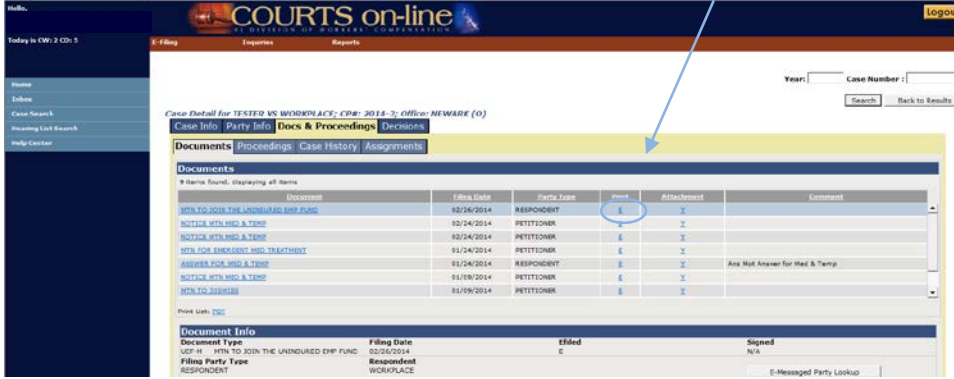 Hello,
COURTS on-line
NJ DIVISION OF WORKERS' COMPENSATION
Logou
Today is CW: 2 CD: 5
E-Filing Inquiries Reports
Year: Case Number :
Search Back to Results
Home
Inbox
Case Search
Hearing List Search
Help Center
Case Detail for TESTER VS WORKPLACE; CP#: 2014-3; Office: NEWARK (O)
Case Info Party Info Docs & Proceedings Decisions
Documents Proceedings Case History Assignments
Documents
9 items found, displaying all items
Document Filing Date Party Type Print Attachment Comment
MTN TO JOIN THE UNINSURED EMP FUND 02/26/2014 RESPONDENT E Y
NOTICE MTN MED & TEMP 02/24/2014 PETITIONER E Y
NOTICE MTN MED & TEMP 02/24/2014 PETITIONER E Y
MTN FOR EMERGENT MED TREATMENT 01/24/2014 PETITIONER E Y
ANSWER FOR MED & TEMP 01/24/2014 RESPONDENT E Y Ans Mot Answer for Med & Temp
NOTICE MTN MED & TEMP 01/09/2014 PETITIONER E Y
MTN TO DISMISS 01/09/2014 PETITIONER E Y
Print List: PDF
Document Info
Document Type Filing Date Efiled Signed
UEF-M MTN TO JOIN THE UNINSURED EMP FUND 02/26/2014 E N/A
Filing Party Type Respondent
RESPONDENT WORKPLACE
E-Messaged Party Lookup